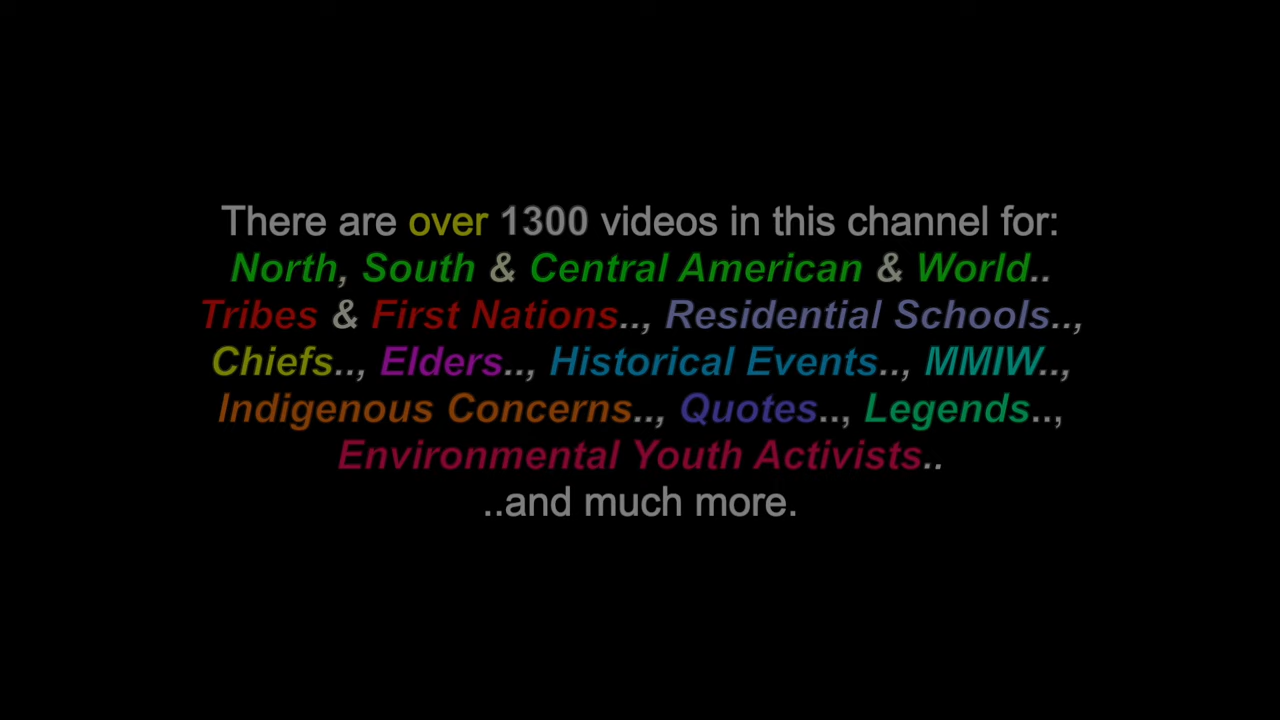 There are over 1300 videos in this channel for:
North, South & Central American & World..
Tribes & First Nations.., Residential Schools..,
Chiefs.., Elders.., Historical Events.., MMIW..,
Indigenous Concerns.., Quotes.., Legends..,
Environmental Youth Activists..
..and much more.